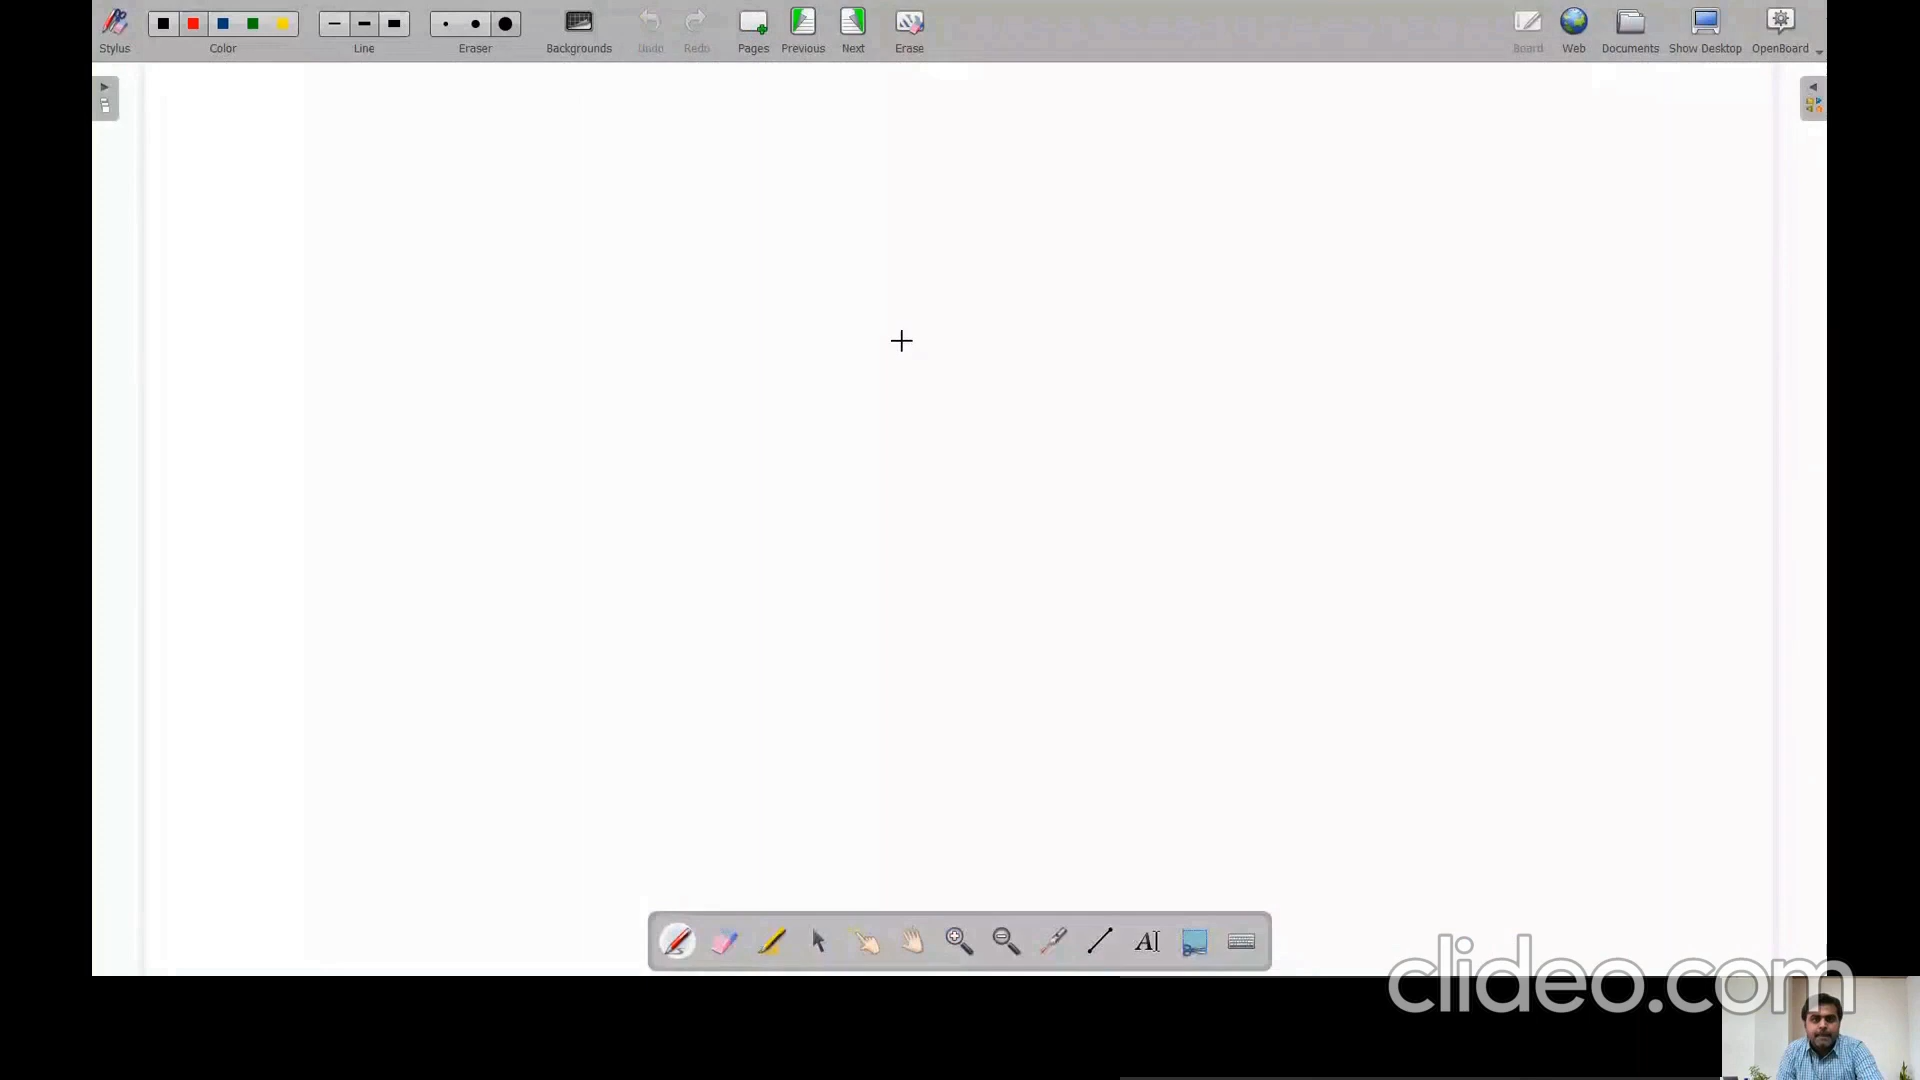 Stylus Color Line Eraser Backgrounds Undo Redo Pages Previous Next Erase Board Web Documents Show Desktop OpenBoard
AI
clideo.com